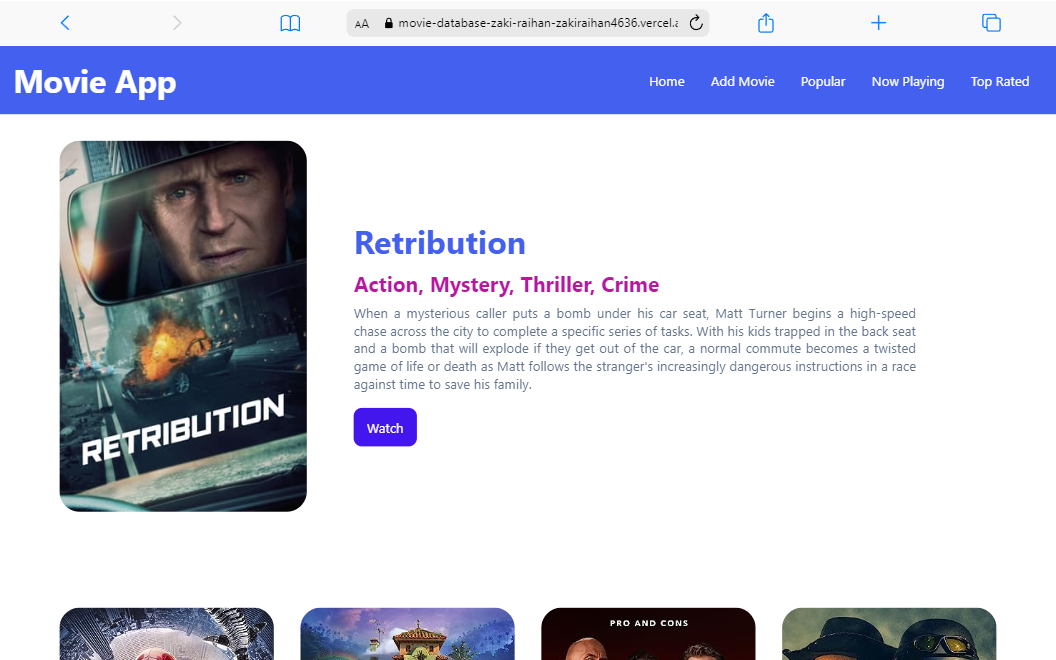 AA movie-database-zaki-raihan-zakiraihan4636.vercel.a
Movie App
Home Add Movie Popular Now Playing Top Rated
RETRIBUTION
Retribution
Action, Mystery, Thriller, Crime
When a mysterious caller puts a bomb under his car seat, Matt Turner begins a high-speed
chase across the city to complete a specific series of tasks. With his kids trapped in the back seat
and a bomb that will explode if they get out of the car, a normal commute becomes a twisted
game of life or death as Matt follows the stranger's increasingly dangerous instructions in a race
against time to save his family.
Watch
PRO AND CONS